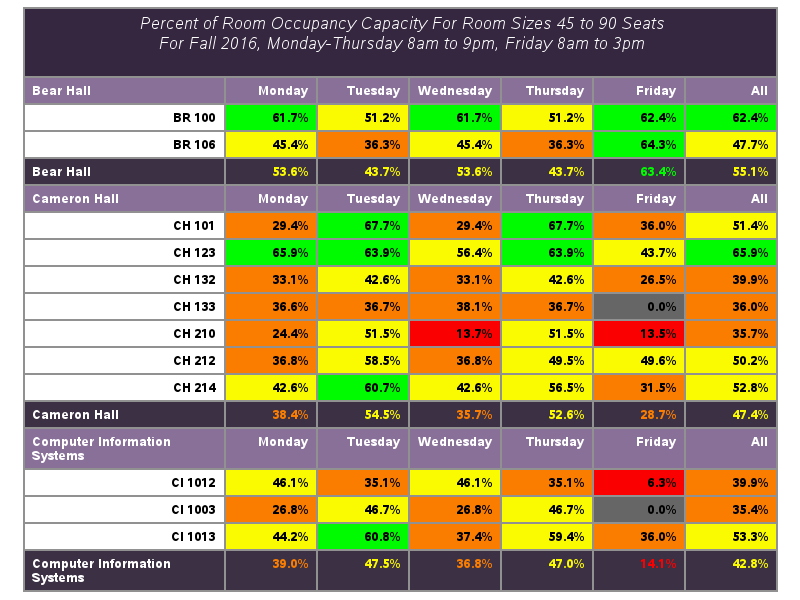 Percent of Room Occupancy Capacity For Room Sizes 45 to 90 Seats
For Fall 2016, Monday-Thursday 8am to 9pm, Friday 8am to 3pm
Bear Hall Monday Tuesday Wednesday Thursday Friday All
BR 100 61.7% 51.2% 61.7% 51.2% 62.4% 62.4%
BR 106 45.4% 36.3% 45.4% 36.3% 64.3% 47.7%
Bear Hall 53.6% 43.7% 53.6% 43.7% 63.4% 55.1%
Cameron Hall Monday Tuesday Wednesday Thursday Friday All
CH 101 29.4% 67.7% 29.4% 67.7% 36.0% 51.4%
CH 123 65.9% 63.9% 56.4% 63.9% 43.7% 65.9%
CH 132 33.1% 42.6% 33.1% 42.6% 26.5% 39.9%
CH 133 36.6% 36.7% 38.1% 36.7% 0.0% 36.0%
CH 210 24.4% 51.5% 13.7% 51.5% 13.5% 35.7%
CH 212 36.8% 58.5% 36.8% 49.5% 49.6% 50.2%
CH 214 42.6% 60.7% 42.6% 56.5% 31.5% 52.8%
Cameron Hall 38.4% 54.5% 35.7% 52.6% 28.7% 47.4%
Computer Information Monday Tuesday Wednesday Thursday Friday All
Systems
CI 1012 46.1% 35.1% 46.1% 35.1% 6.3% 39.9%
CI 1003 26.8% 46.7% 26.8% 46.7% 0.0% 35.4%
CI 1013 44.2% 60.8% 37.4% 59.4% 36.0% 53.3%
Computer Information 39.0% 47.5% 36.8% 47.0% 14.1% 42.8%
Systems